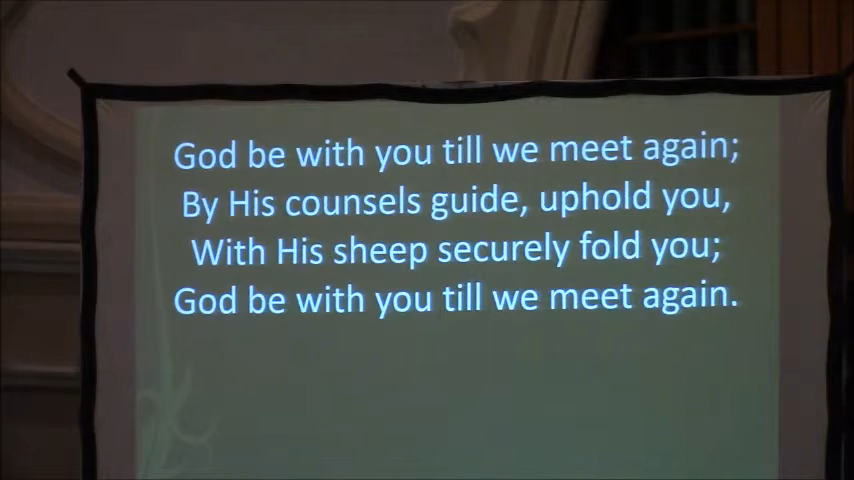 God be with you till we meet again;
By His counsels guide, uphold you,
With His sheep securely fold you;
God be with you till we meet again.